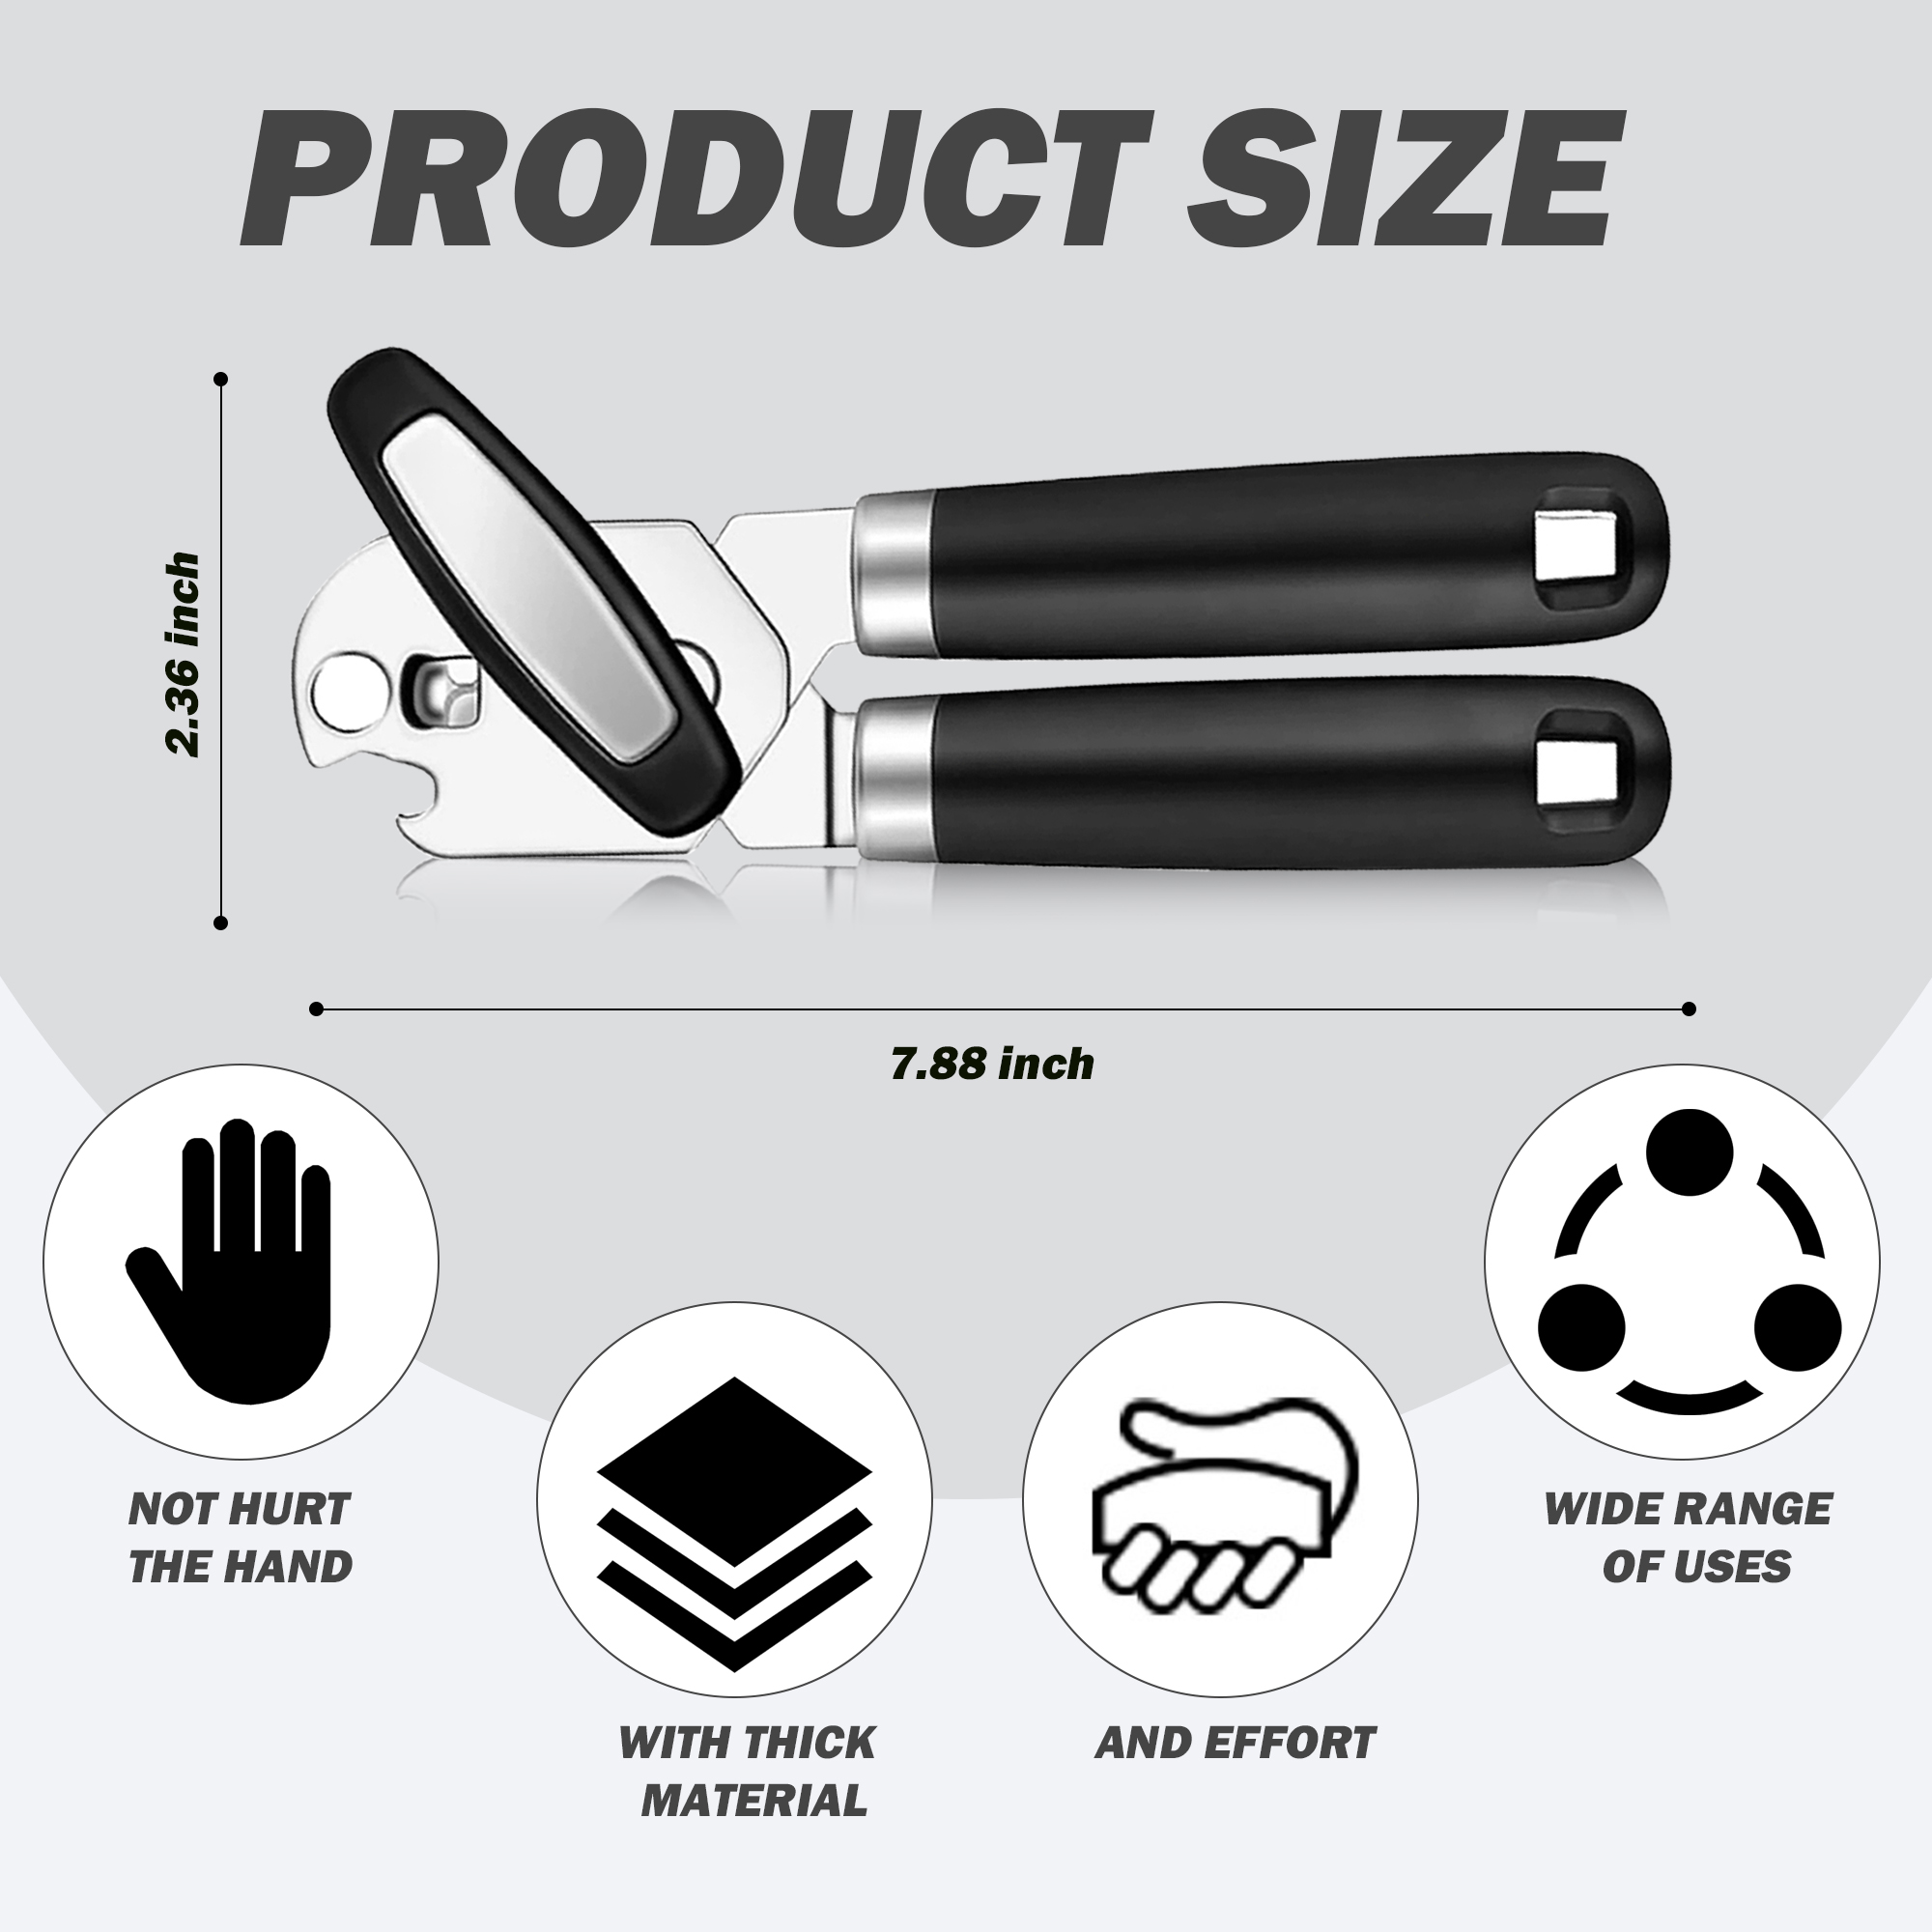 PRODUCT SIZE
2.36 inch
7.88 inch
NOT HURT
THE HAND
WITH THICK
MATERIAL
AND EFFORT
WIDE RANGE
OF USES